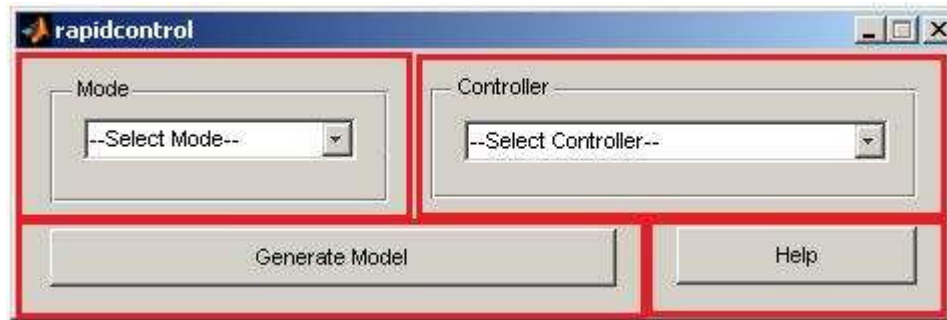 rapidcontrol
Mode
Controller
--Select Mode--
--Select Controller--
Generate Model
Help